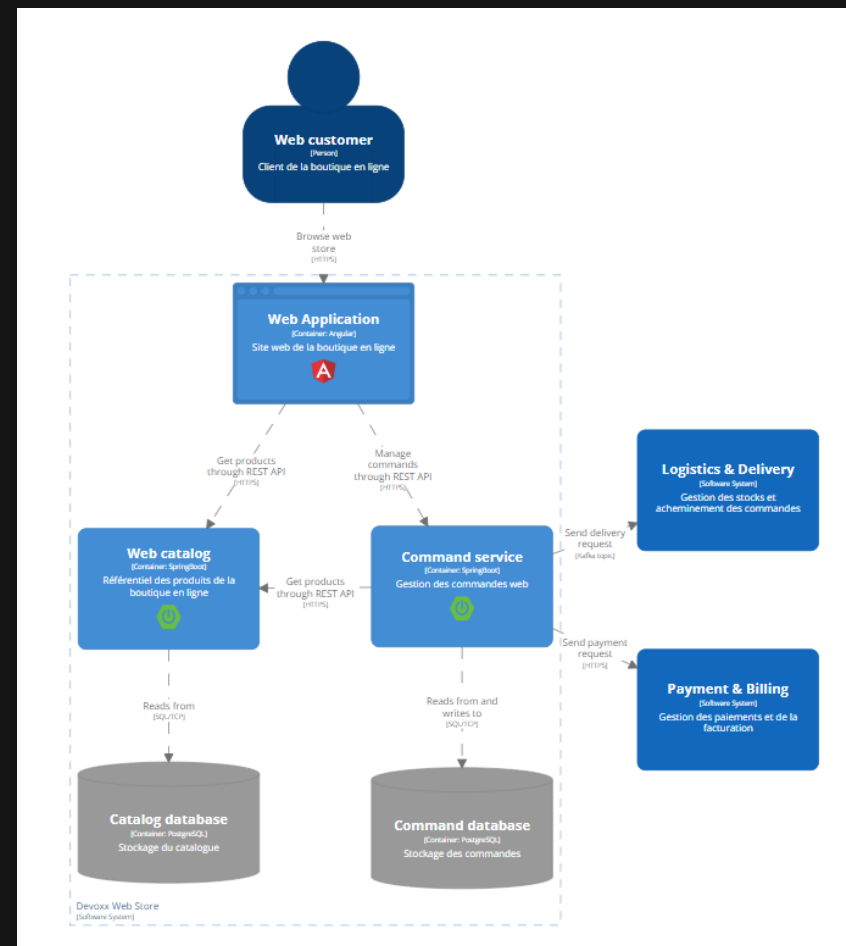 Web customer
[Person]
Client de la boutique en ligne
Browse web
store
[HTTPS]
Web Application
[Container: Angular]
Site web de la boutique en ligne
A
Get products
through REST API
[HTTPS]
Manage
commands
through REST API
[HTTPS]
Logistics & Delivery
[Software System]
Gestion des stocks et
acheminement des commandes
Web catalog
[Container: SpringBoot]
Référentiel des produits de la
boutique en ligne
Get products
through REST API
[HTTPS]
Command service
[Container: SpringBoot]
Gestion des commandes web
Send delivery
request
[Kafka topic]
Send payment
request
[HTTPS]
Payment & Billing
[Software System]
Gestion des paiements et de la
facturation
Reads from
[SQL/TCP]
Reads from and
writes to
[SQL/TCP]
Catalog database
[Container: PostgreSQL]
Stockage du catalogue
Command database
[Container: PostgreSQL]
Stockage des commandes
Devoxx Web Store
[Software System]